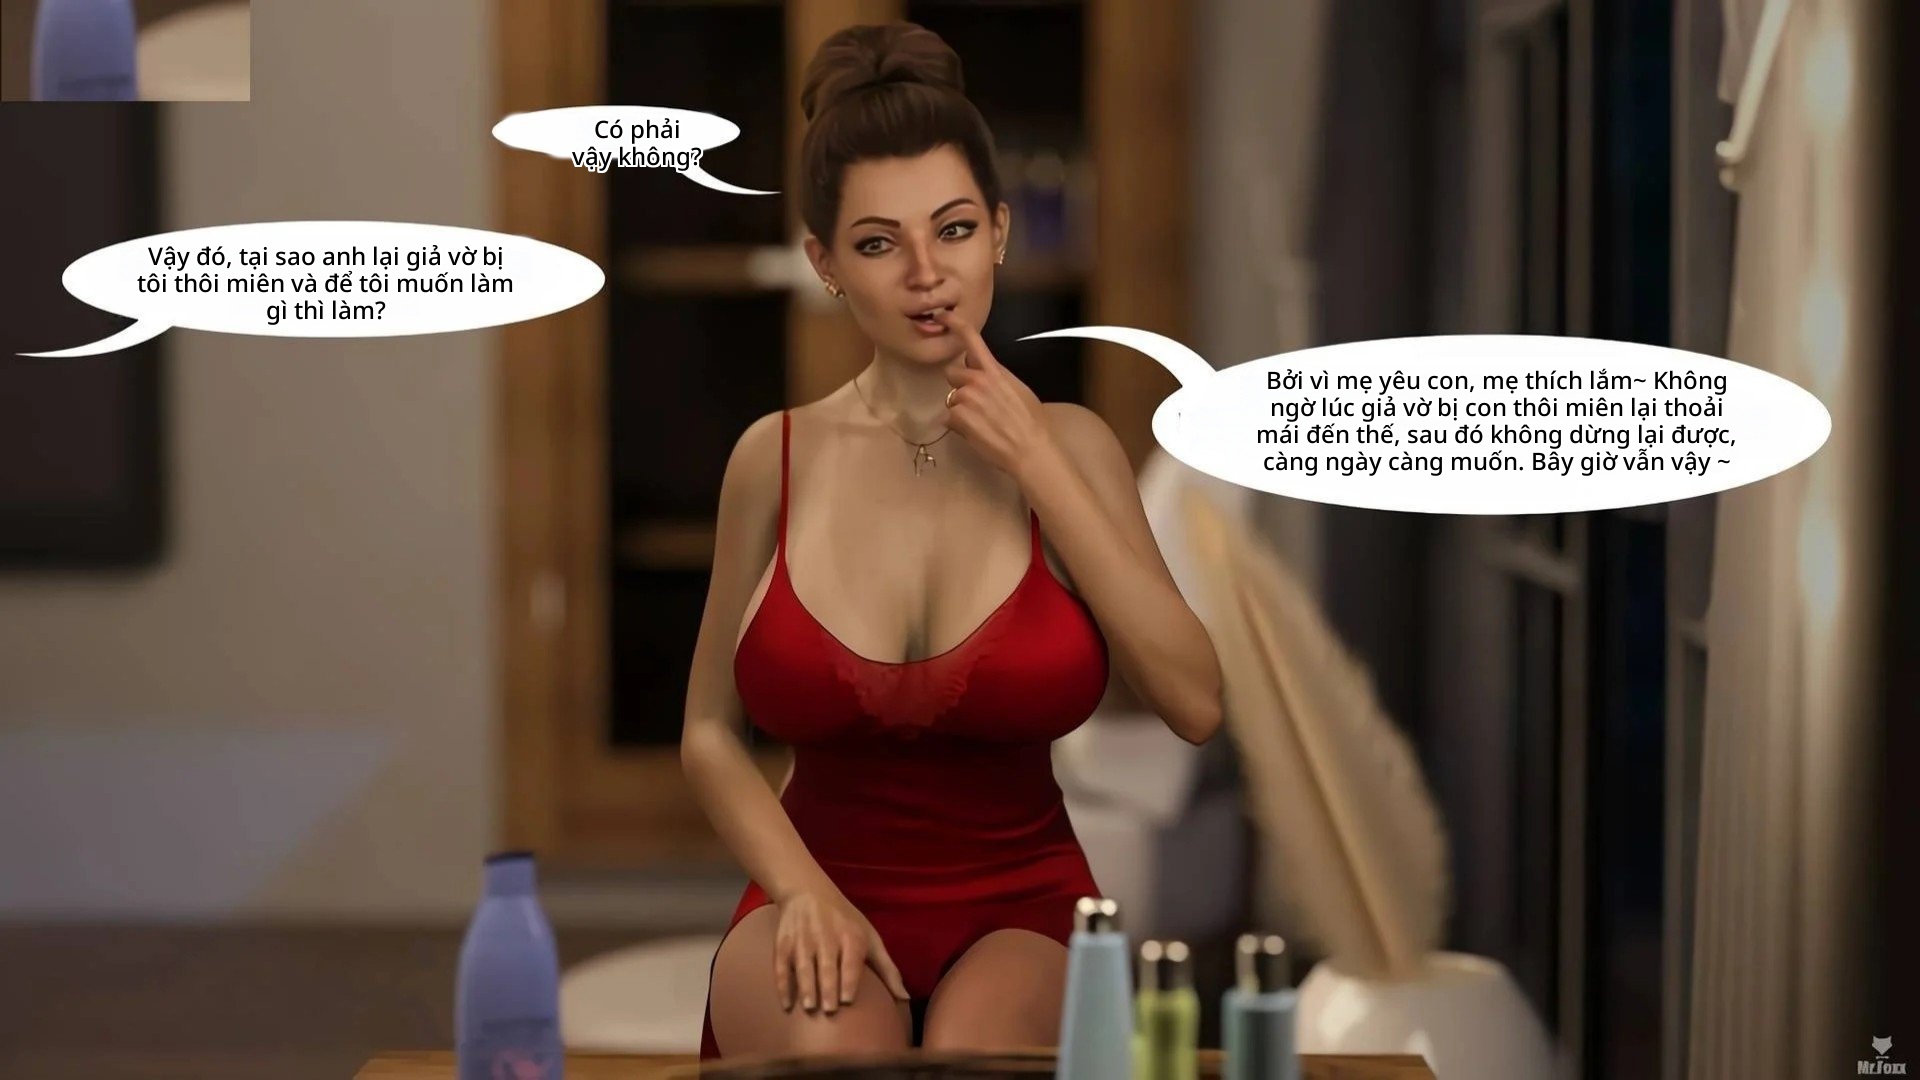 Có phải
vậy không?
Vậy đó, tại sao anh lại giả vờ bị
tôi thôi miên và để tôi muốn làm
gì thì làm?
Bởi vì mẹ yêu con, mẹ thích lắm~ Không
ngờ lúc giả vờ bị con thôi miên lại thoải
mái đến thế, sau đó không dừng lại được,
càng ngày càng muốn. Bây giờ vẫn vậy ~
Mr.Foxx